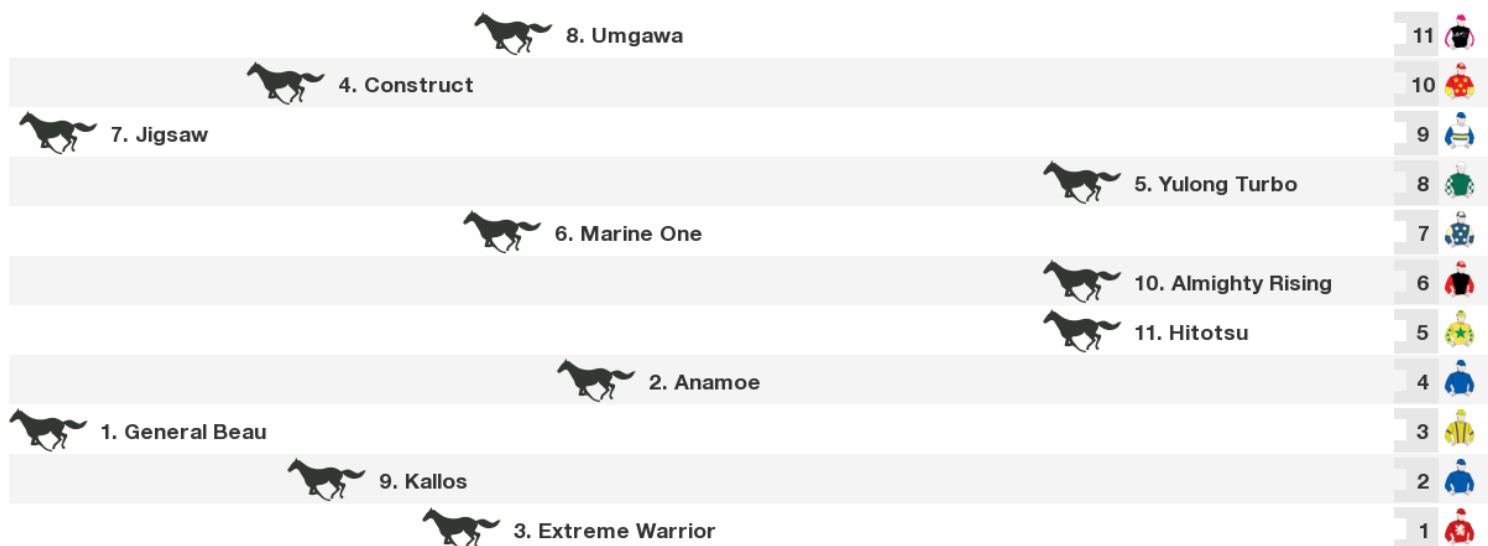 8. Umgawa 11
4. Construct 10
7. Jigsaw 9
5. Yulong Turbo 8
6. Marine One 7
10. Almighty Rising 6
11. Hitotsu 5
2. Anamoe 4
1. General Beau 3
9. Kallos 2
3. Extreme Warrior 1